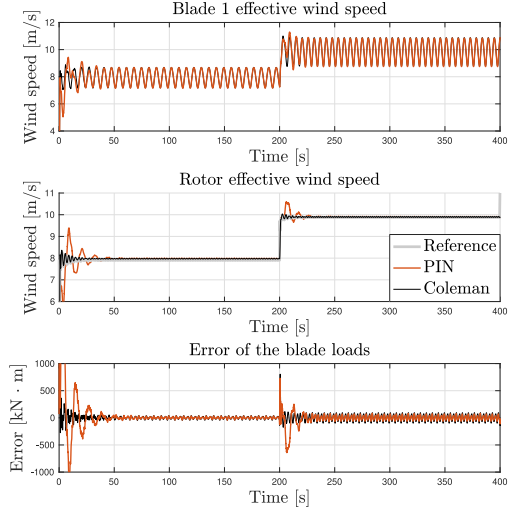 Blade 1 effective wind speed
Wind speed [m/s]
12
10
8
6
4
0 50 100 150 200 250 300 350 400
Time [s]
Rotor effective wind speed
Wind speed [m/s]
11
10
9
8
7
6
Reference
PIN
Coleman
0 50 100 150 200 250 300 350 400
Time [s]
Error of the blade loads
Error [kN · m]
1000
500
0
-500
-1000
0 50 100 150 200 250 300 350 400
Time [s]